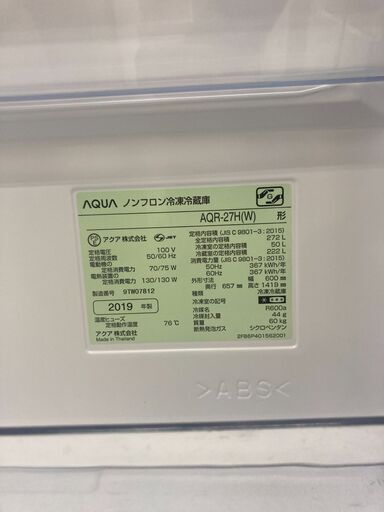 AQUA ノンフロン冷凍冷蔵庫
AQR-27H(W) 形
PS E アクア株式会社 JET
定格電圧 100 V
定格周波数 50/60 Hz
電動機の
定格消費電力 70/75 W
電熱装置の
定格消費電力 130/130 W
製造番号 9TW07812
2019 年製
温度ヒューズ
定格動作温度 76℃
アクア株式会社
Made in Thailand
定格内容積 (JIS C 9801-3:2015)
全定格内容積 272 L
冷凍室の定格内容積 50 L
冷蔵室の定格内容積 222 L
消費電力量 (JIS C 9801-3:2015)
50Hz 367 kWh/年
60Hz 367 kWh/年
外形寸法 幅 600 mm
奥行 657 mm 高さ 1419 mm
種類 冷凍冷蔵庫
冷凍室の記号
冷媒名 R600a
冷媒封入量 44 g
質量 60 kg
断熱発泡ガス シクロペンタン
2FB6P401562001
>ABS<